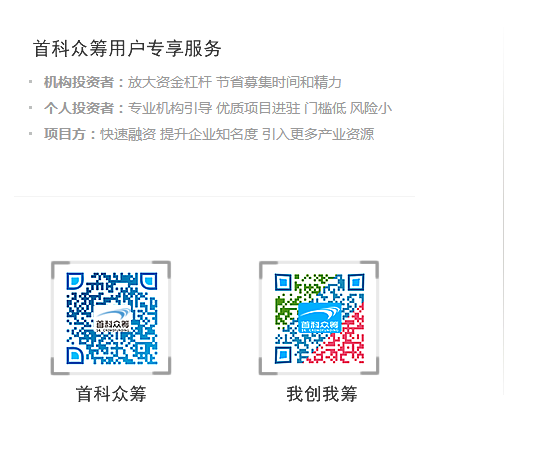 首科众筹用户专享服务
机构投资者：放大资金杠杆 节省募集时间和精力
个人投资者：专业机构引导 优质项目进驻 门槛低 风险小
项目方：快速融资 提升企业知名度 引入更多产业资源
首科众筹
首科众筹
首科众筹
我创我筹